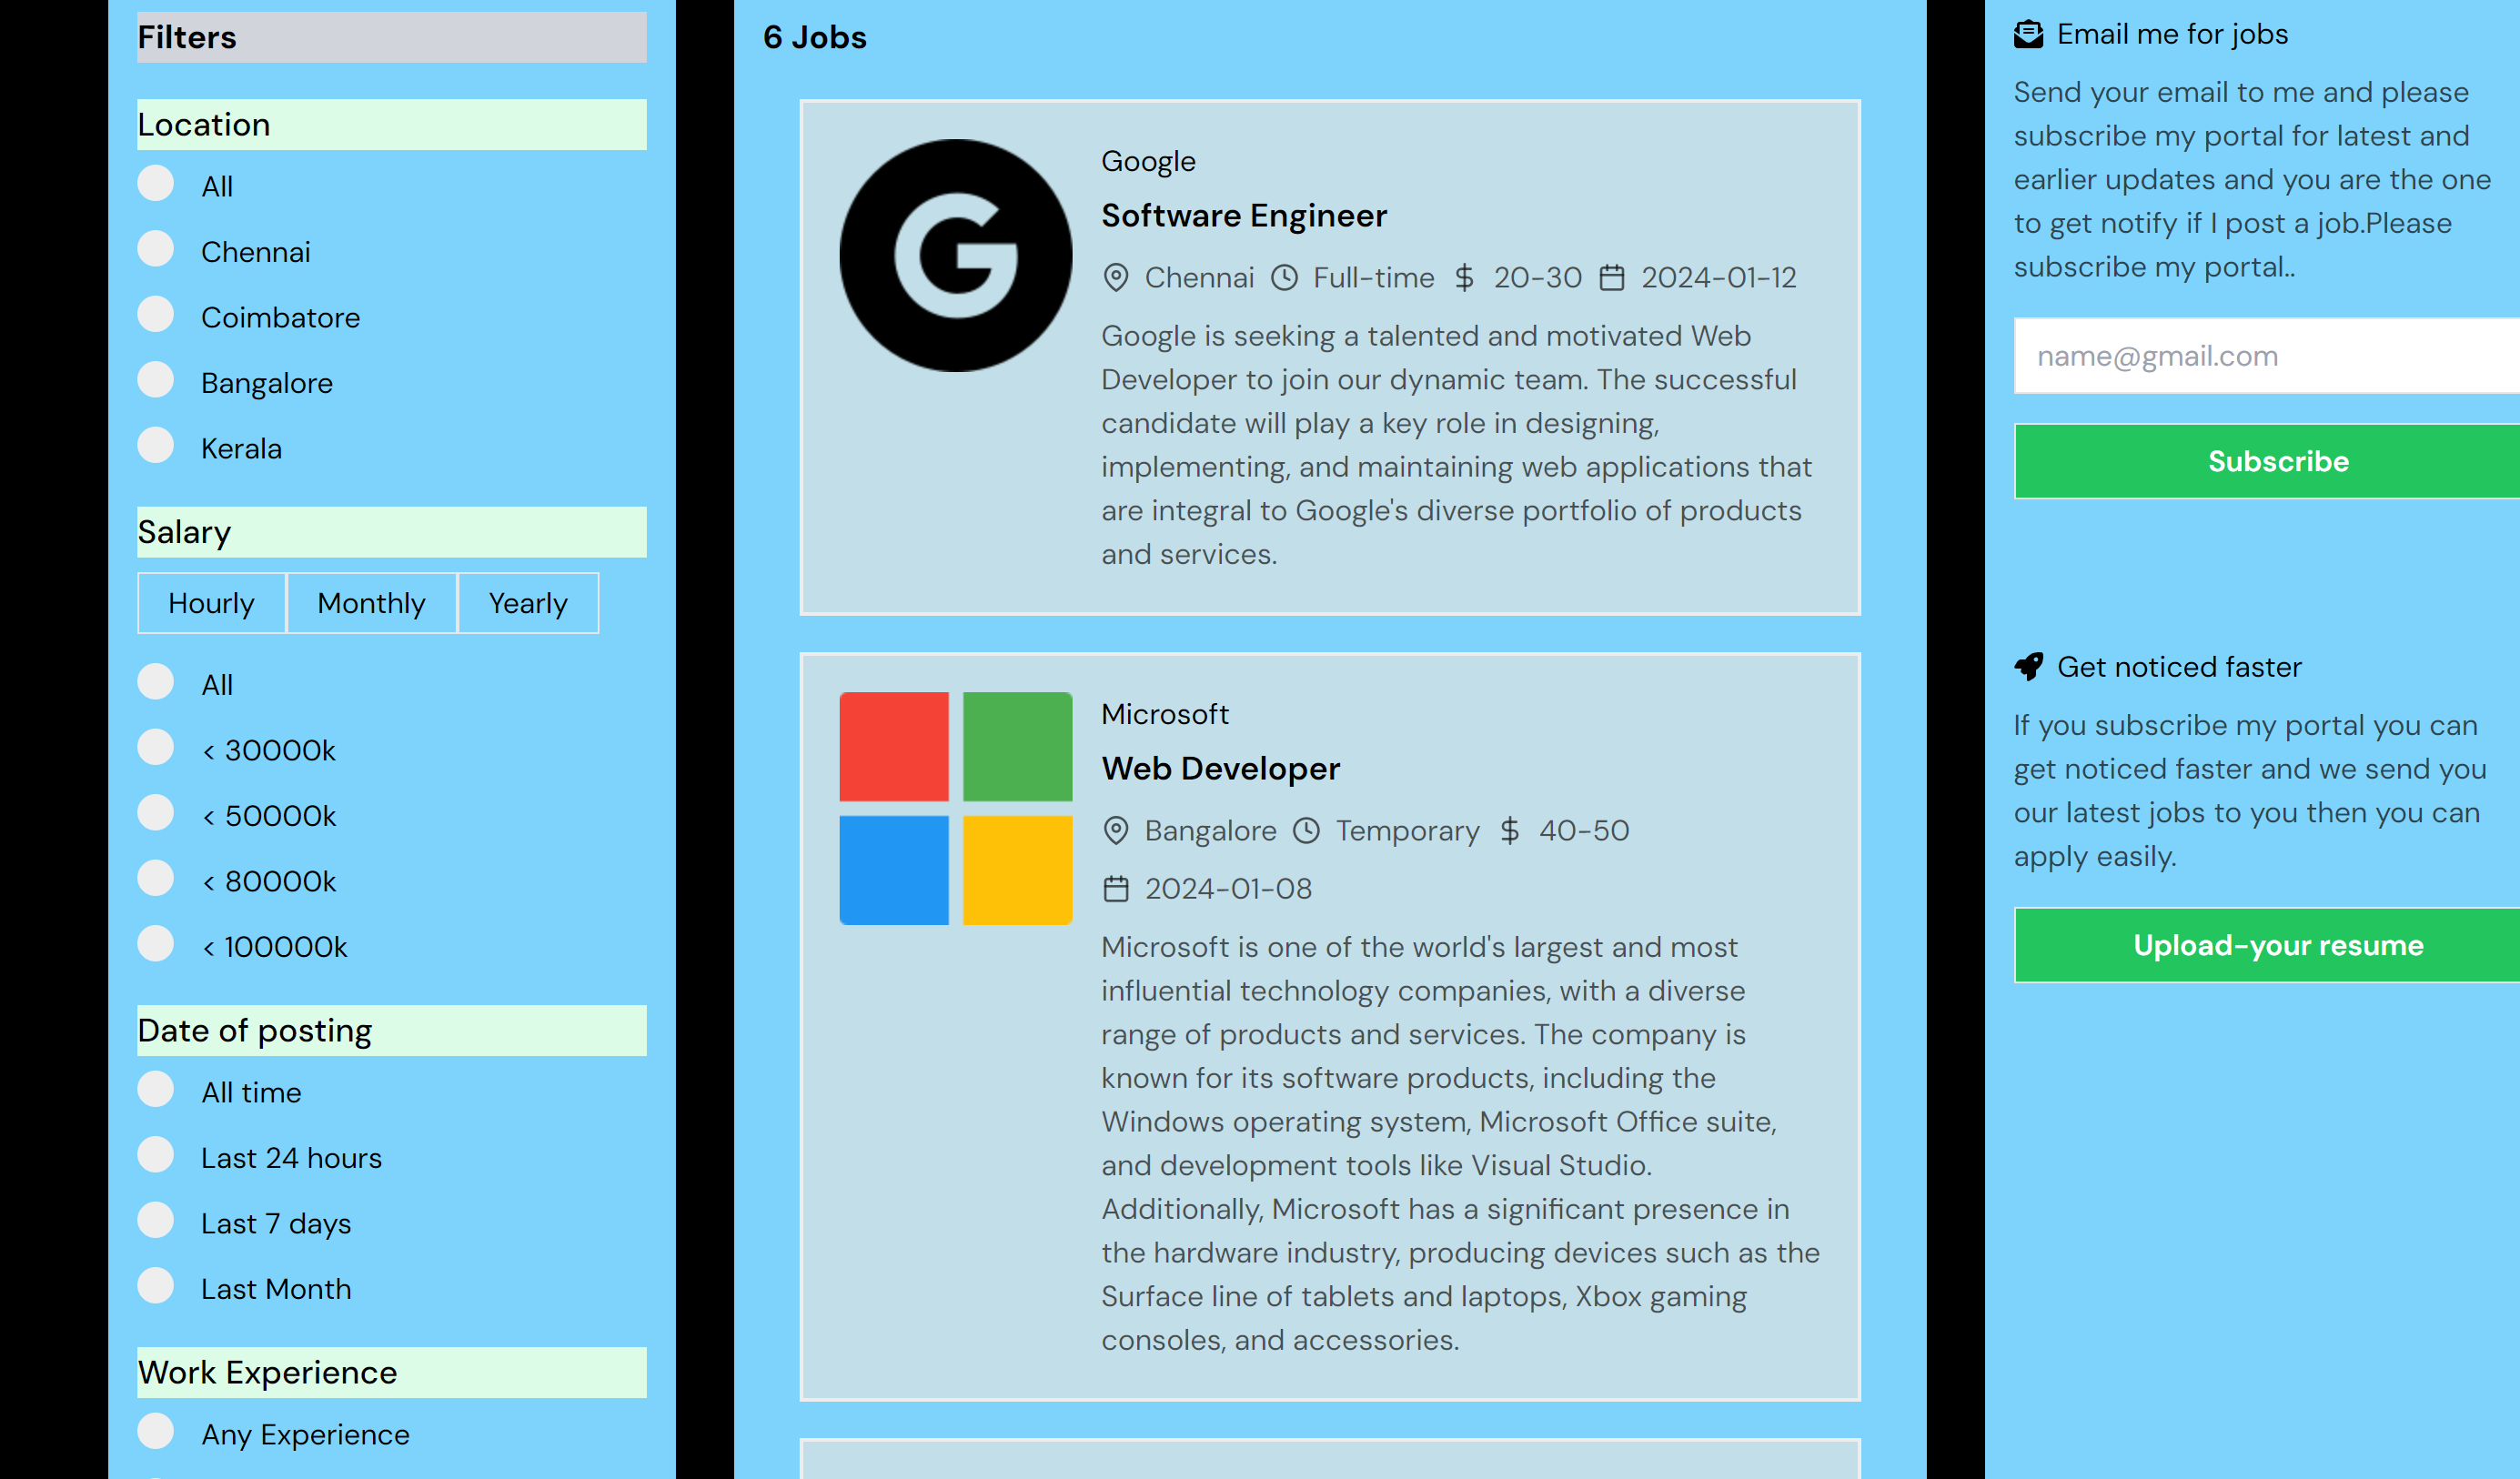 Filters
Location
All
Chennai
Coimbatore
Bangalore
Kerala
Salary
Hourly
Monthly
Yearly
All
< 30000k
< 50000k
< 80000k
< 100000k
Date of posting
All time
Last 24 hours
Last 7 days
Last Month
Work Experience
Any Experience
6 Jobs
G
Google
Software Engineer
Chennai Full-time $ 20-30 2024-01-12
Google is seeking a talented and motivated Web
Developer to join our dynamic team. The successful
candidate will play a key role in designing,
implementing, and maintaining web applications that
are integral to Google's diverse portfolio of products
and services.
Microsoft
Web Developer
Bangalore Temporary $ 40-50
2024-01-08
Microsoft is one of the world's largest and most
influential technology companies, with a diverse
range of products and services. The company is
known for its software products, including the
Windows operating system, Microsoft Office suite,
and development tools like Visual Studio.
Additionally, Microsoft has a significant presence in
the hardware industry, producing devices such as the
Surface line of tablets and laptops, Xbox gaming
consoles, and accessories.
Email me for jobs
Send your email to me and please
subscribe my portal for latest and
earlier updates and you are the one
to get notify if I post a job.Please
subscribe my portal..
name@gmail.com
Subscribe
Get noticed faster
If you subscribe my portal you can
get noticed faster and we send you
our latest jobs to you then you can
apply easily.
Upload-your resume